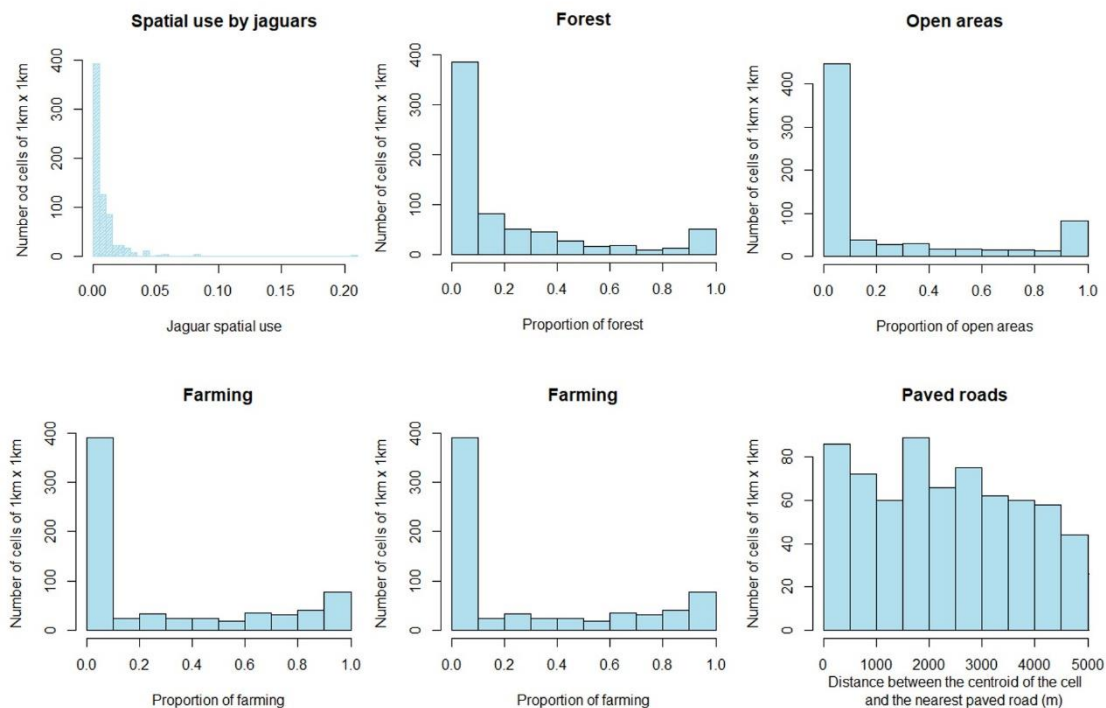 Spatial use by jaguars
Number od cells of 1km x 1km
400
300
200
100
0
0.00 0.05 0.10 0.15 0.20
Jaguar spatial use
Forest
Number of cells of 1km x 1km
400
300
200
100
0
0.0 0.2 0.4 0.6 0.8 1.0
Proportion of forest
Open areas
Number of cells of 1km x 1km
400
300
200
100
0
0.0 0.2 0.4 0.6 0.8 1.0
Proportion of open areas
Farming
Number of cells of 1km x 1km
400
300
200
100
0
0.0 0.2 0.4 0.6 0.8 1.0
Proportion of farming
Farming
Number of cells of 1km x 1km
400
300
200
100
0
0.0 0.2 0.4 0.6 0.8 1.0
Proportion of farming
Paved roads
Number of cells of 1km x 1km
80
60
40
20
0
0 1000 2000 3000 4000 5000
Distance between the centroid of the cell
and the nearest paved road (m)